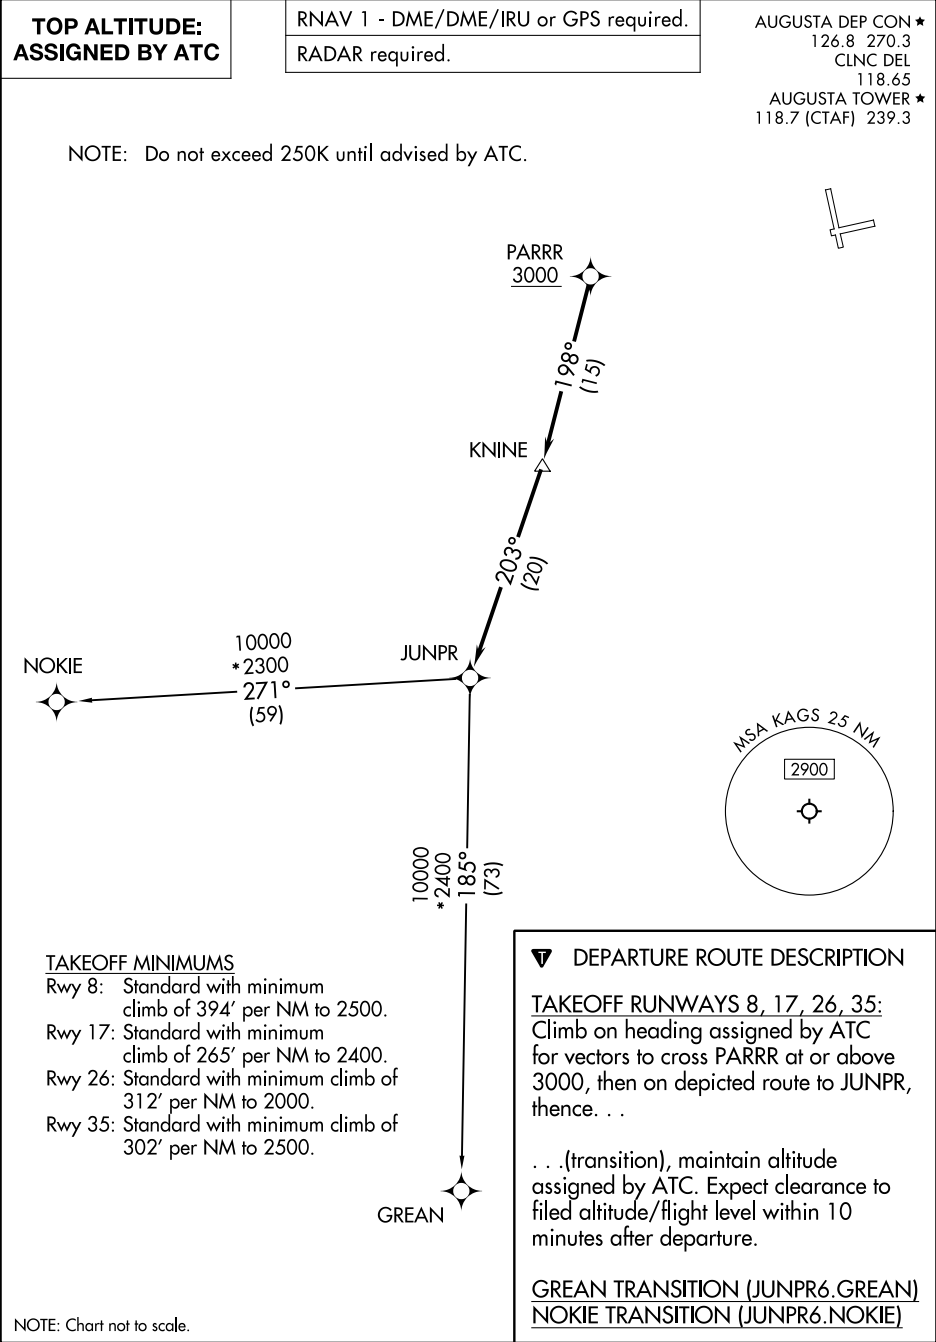 TOP ALTITUDE:
ASSIGNED BY ATC
RNAV 1 - DME/DME/IRU or GPS required.
RADAR required.
AUGUSTA DEP CON ★
126.8 270.3
CLNC DEL
118.65
AUGUSTA TOWER ★
118.7 (CTAF) 239.3
NOTE: Do not exceed 250K until advised by ATC.
PARRR
3000
198°
(15)
KNINE
203°
(20)
JUNPR
10000
*2300
271°
(59)
NOKIE
MSA KAGS 25 NM
2900
10000
*2400
185°
(73)
GREAN
TAKEOFF MINIMUMS
Rwy 8: Standard with minimum
climb of 394' per NM to 2500.
Rwy 17: Standard with minimum
climb of 265' per NM to 2400.
Rwy 26: Standard with minimum climb of
312' per NM to 2000.
Rwy 35: Standard with minimum climb of
302' per NM to 2500.
NOTE: Chart not to scale.
T DEPARTURE ROUTE DESCRIPTION
TAKEOFF RUNWAYS 8, 17, 26, 35:
Climb on heading assigned by ATC
for vectors to cross PARRR at or above
3000, then on depicted route to JUNPR,
thence. . .
. . .(transition), maintain altitude
assigned by ATC. Expect clearance to
filed altitude/flight level within 10
minutes after departure.
GREAN TRANSITION (JUNPR6.GREAN)
NOKIE TRANSITION (JUNPR6.NOKIE)